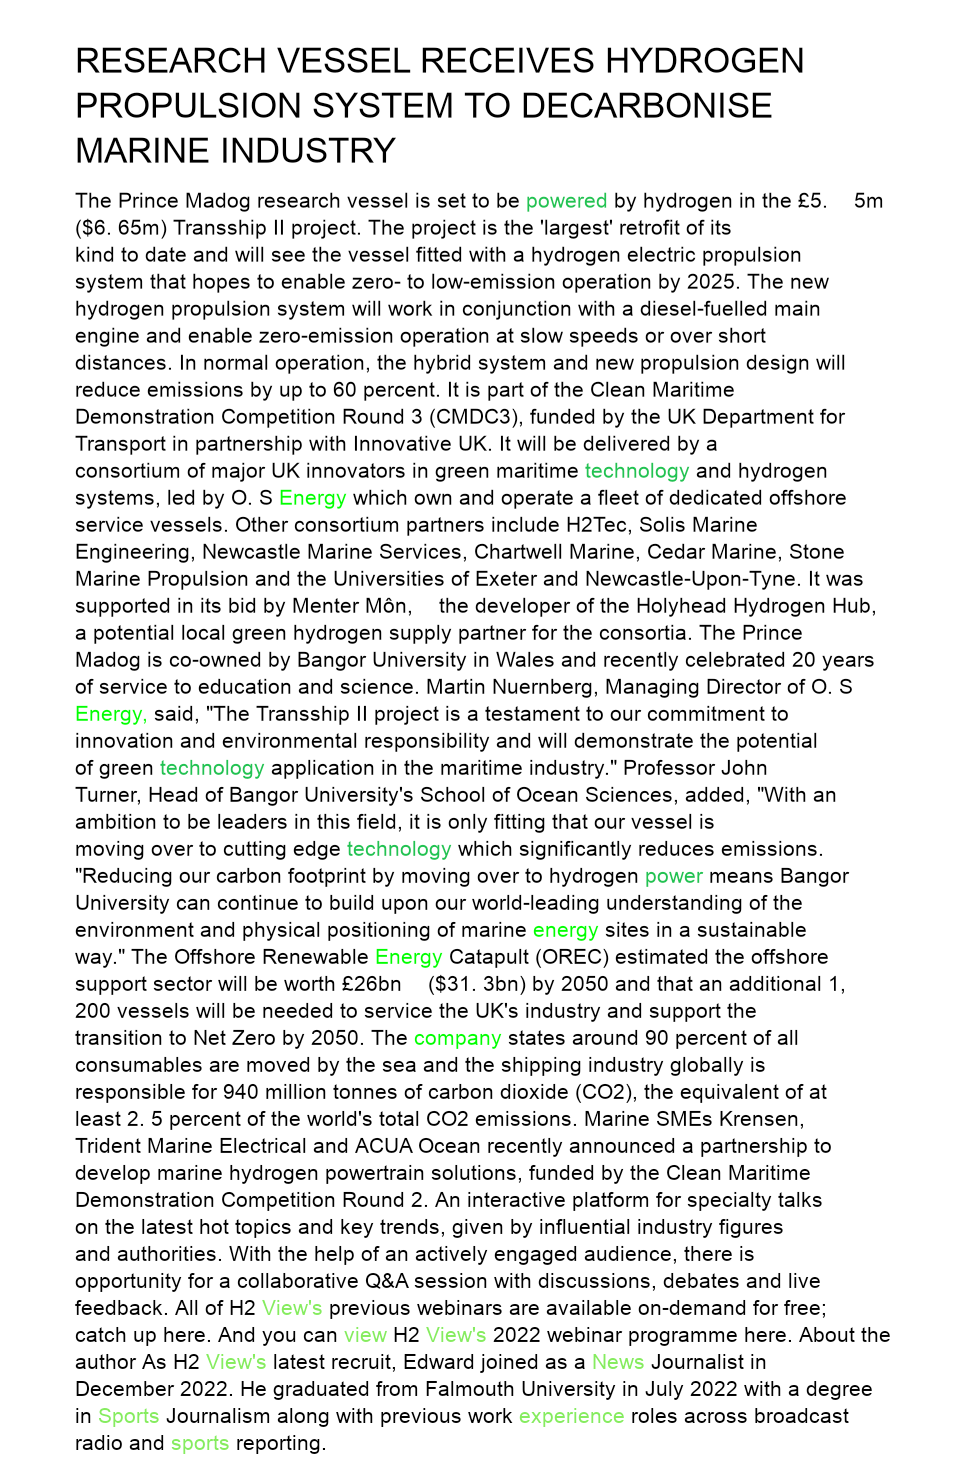 RESEARCH VESSEL RECEIVES HYDROGEN
PROPULSION SYSTEM TO DECARBONISE
MARINE INDUSTRY
The Prince Madog research vessel is set to be powered by hydrogen in the £5. 5m
($6. 65m) Transship II project. The project is the 'largest' retrofit of its
kind to date and will see the vessel fitted with a hydrogen electric propulsion
system that hopes to enable zero- to low-emission operation by 2025. The new
hydrogen propulsion system will work in conjunction with a diesel-fuelled main
engine and enable zero-emission operation at slow speeds or over short
distances. In normal operation, the hybrid system and new propulsion design will
reduce emissions by up to 60 percent. It is part of the Clean Maritime
Demonstration Competition Round 3 (CMDC3), funded by the UK Department for
Transport in partnership with Innovative UK. It will be delivered by a
consortium of major UK innovators in green maritime technology and hydrogen
systems, led by O. S Energy which own and operate a fleet of dedicated offshore
service vessels. Other consortium partners include H2Tec, Solis Marine
Engineering, Newcastle Marine Services, Chartwell Marine, Cedar Marine, Stone
Marine Propulsion and the Universities of Exeter and Newcastle-Upon-Tyne. It was
supported in its bid by Menter Môn, the developer of the Holyhead Hydrogen Hub,
a potential local green hydrogen supply partner for the consortia. The Prince
Madog is co-owned by Bangor University in Wales and recently celebrated 20 years
of service to education and science. Martin Nuernberg, Managing Director of O. S
Energy, said, "The Transship II project is a testament to our commitment to
innovation and environmental responsibility and will demonstrate the potential
of green technology application in the maritime industry." Professor John
Turner, Head of Bangor University's School of Ocean Sciences, added, "With an
ambition to be leaders in this field, it is only fitting that our vessel is
moving over to cutting edge technology which significantly reduces emissions.
"Reducing our carbon footprint by moving over to hydrogen power means Bangor
University can continue to build upon our world-leading understanding of the
environment and physical positioning of marine energy sites in a sustainable
way." The Offshore Renewable Energy Catapult (OREC) estimated the offshore
support sector will be worth £26bn ($31. 3bn) by 2050 and that an additional 1,
200 vessels will be needed to service the UK's industry and support the
transition to Net Zero by 2050. The company states around 90 percent of all
consumables are moved by the sea and the shipping industry globally is
responsible for 940 million tonnes of carbon dioxide (CO2), the equivalent of at
least 2. 5 percent of the world's total CO2 emissions. Marine SMEs Krensen,
Trident Marine Electrical and ACUA Ocean recently announced a partnership to
develop marine hydrogen powertrain solutions, funded by the Clean Maritime
Demonstration Competition Round 2. An interactive platform for specialty talks
on the latest hot topics and key trends, given by influential industry figures
and authorities. With the help of an actively engaged audience, there is
opportunity for a collaborative Q&A session with discussions, debates and live
feedback. All of H2 View's previous webinars are available on-demand for free;
catch up here. And you can view H2 View's 2022 webinar programme here. About the
author As H2 View's latest recruit, Edward joined as a News Journalist in
December 2022. He graduated from Falmouth University in July 2022 with a degree
in Sports Journalism along with previous work experience roles across broadcast
radio and sports reporting.